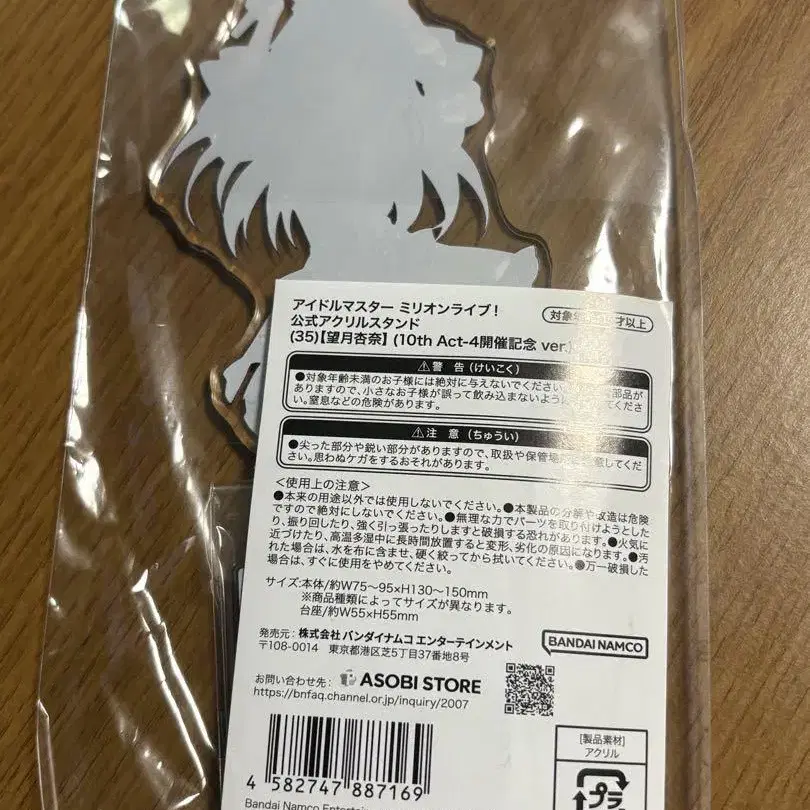 アイドルマスター ミリオンライブ！
公式アクリルスタンド
(35)【望月杏奈】 (10th Act-4開催記念 ver.)
対象 才以上
⚠警 告（けいこく）
●対象年齢未満のお子様には絶対に与えないでください。 部品が
ありますので、小さなお子様が誤って飲み込まないように してくださ
い。窒息などの危険があります。
⚠注 意（ちゅうい）
●尖った部分や鋭い部分がありますので、取扱や保管場 意してくだ
さい。思わぬケガをするおそれがあります。
＜使用上の注意＞
●本来の用途以外では使用しないでください。●本製品の分解や改造は危険
ですので絶対にしないでください。●無理な力でパーツを取り付けようとした
り、振り回したり、強く引っ張ったりしますと破損する恐れがあります。●火気に
近づけたり、高温多湿中に長時間放置すると変形、劣化の原因になります。●汚
れた場合は、水を布に含ませ、硬く絞ってから拭いてください。●万一破損した
場合は、すぐに使用をやめてください。
サイズ:本体/約W75～95×H130～150mm
※商品種類によってサイズが異なります。
台座/約W55×H55mm
発売元： 株式会社 バンダイナムコ エンターテインメント
〒108-0014 東京都港区芝5丁目37番地8号
BANDAI NAMCO
お問い合わせ先： ASOBI STORE
https://bnfaq.channel.or.jp/inquiry/2007
[製品素材]
アクリル
プラ
4 582747 887169
Bandai Namco Entertai